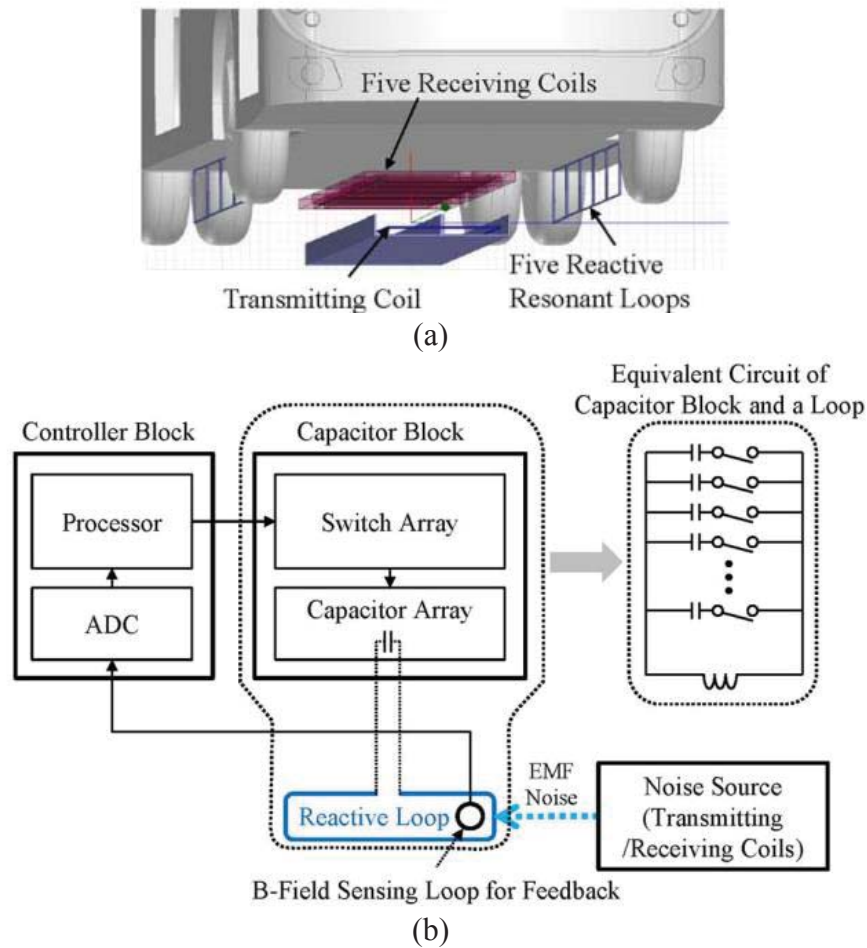 Five Receiving Coils
Transmitting Coil
Five Reactive
Resonant Loops
(a)
Equivalent Circuit of
Capacitor Block and a Loop
Controller Block
Capacitor Block
Processor
Switch Array
ADC
Capacitor Array
Reactive Loop
EMF
Noise
Noise Source
(Transmitting
/Receiving Coils)
B-Field Sensing Loop for Feedback
(b)